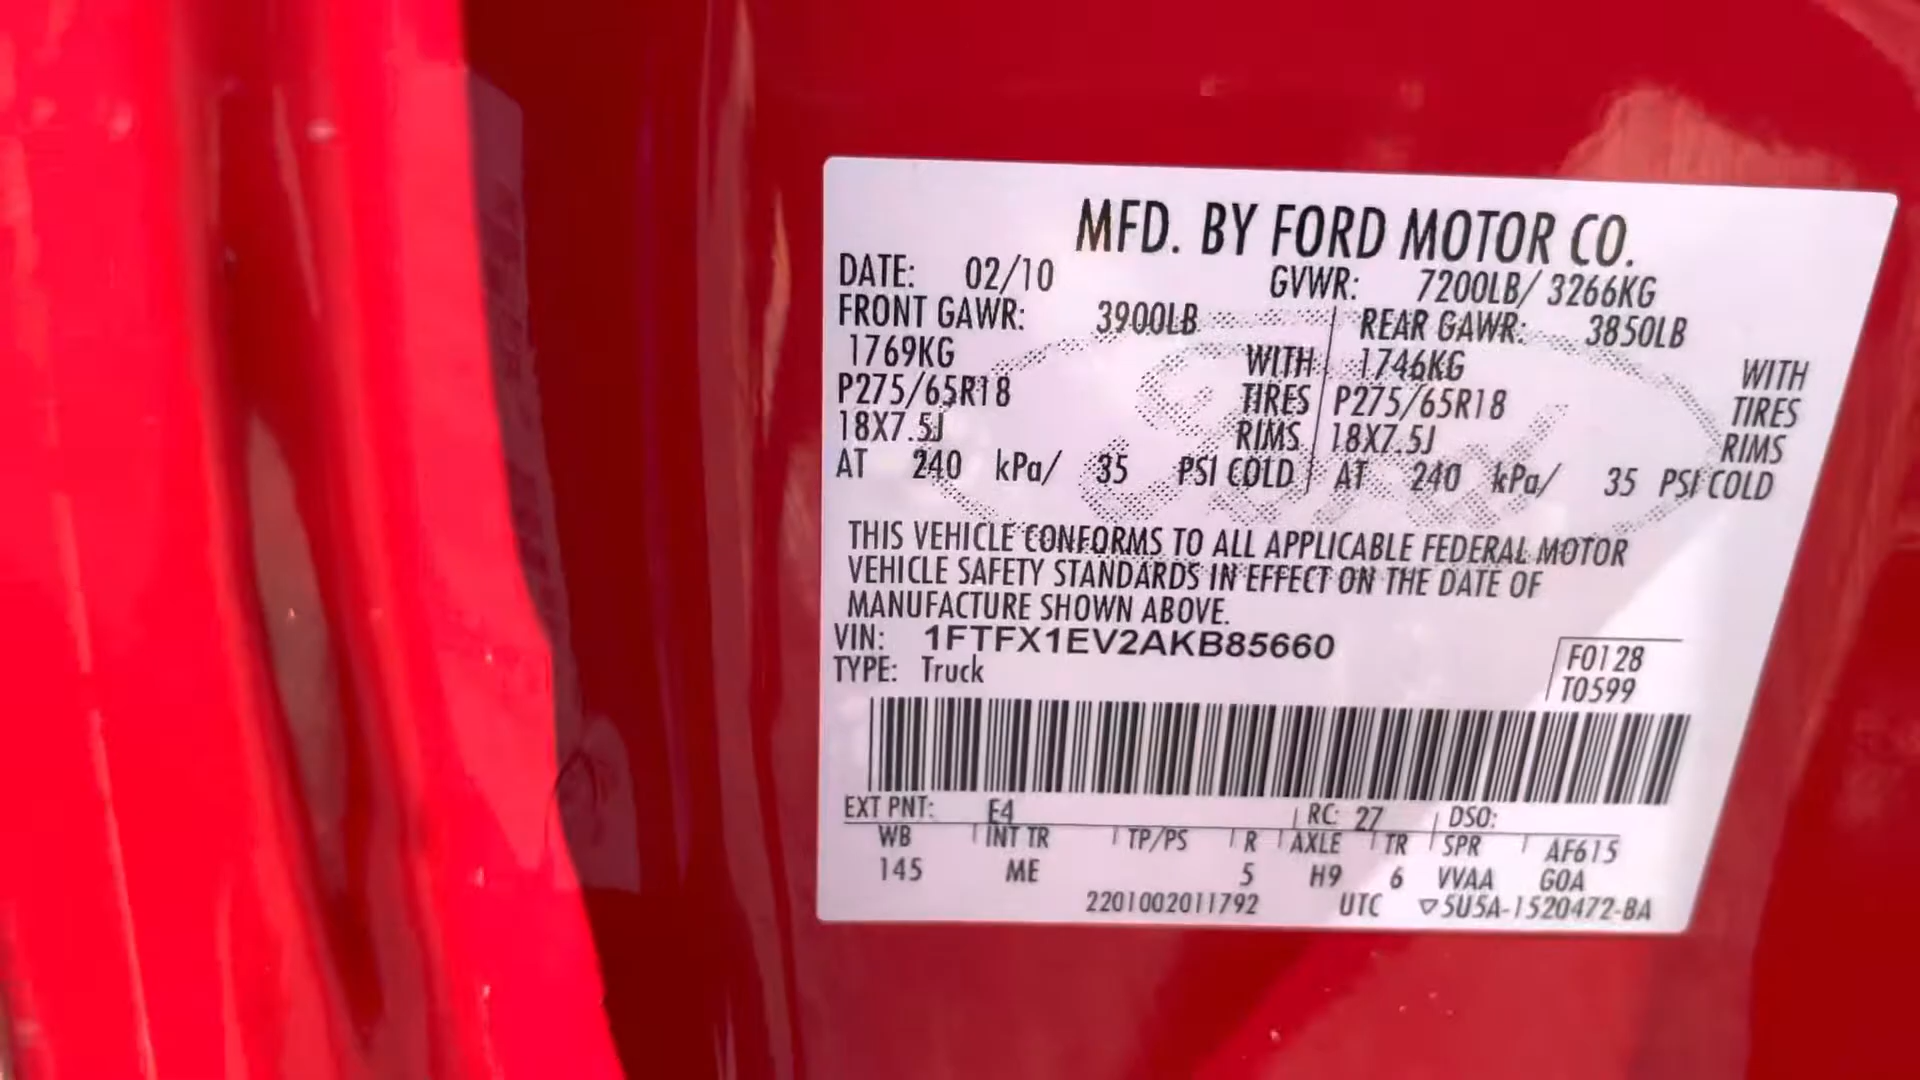 MFD. BY FORD MOTOR CO.
DATE: 02/10 GVWR: 7200LB/ 3266KG
FRONT GAWR: 3900LB REAR GAWR: 3850LB
1769KG WITH 1746KG WITH
P275/65R18 TIRES P275/65R18 TIRES
18X7.5J RIMS 18X7.5J RIMS
AT 240 kPa/ 35 PSI COLD AT 240 kPa/ 35 PSI COLD
THIS VEHICLE CONFORMS TO ALL APPLICABLE FEDERAL MOTOR
VEHICLE SAFETY STANDARDS IN EFFECT ON THE DATE OF
MANUFACTURE SHOWN ABOVE.
VIN: 1FTFX1EV2AKB85660
TYPE: Truck
F0128
T0599
EXT PNT: E4 RC: 27 DSO:
WB INT TR TP/PS R AXLE TR SPR AF615
145 ME 5 H9 6 VVAA GOA
2201002011792 UTC ▽5U5A-1520472-BA